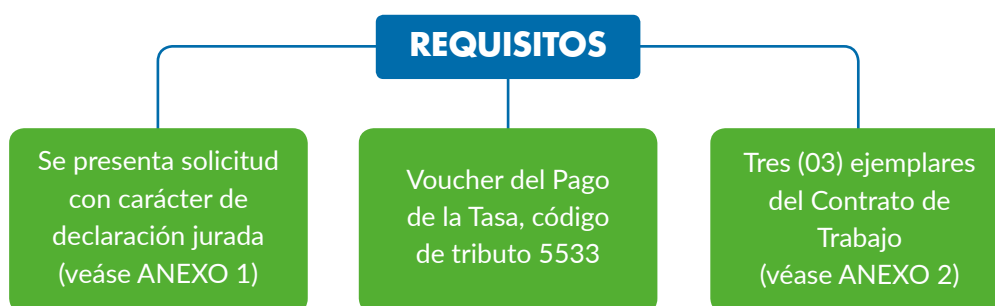 REQUISITOS
Se presenta solicitud
con carácter de
declaración jurada
(veáse ANEXO 1)
Voucher del Pago
de la Tasa, código
de tributo 5533
Tres (03) ejemplares
del Contrato de
Trabajo
(véase ANEXO 2)